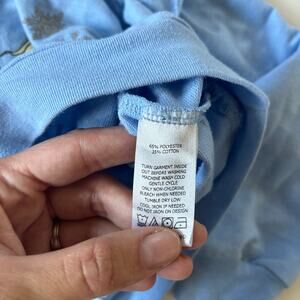 65% POLYESTER
35% COTTON
TURN GARMENT INSIDE
OUT BEFORE WASHING
MACHINE WASH COLD
GENTLE CYCLE
ONLY NON-CHLORINE
BLEACH WHEN NEEDED
TUMBLE DRY LOW
COOL IRON IF NEEDED
DO NOT IRON ON DESIGN